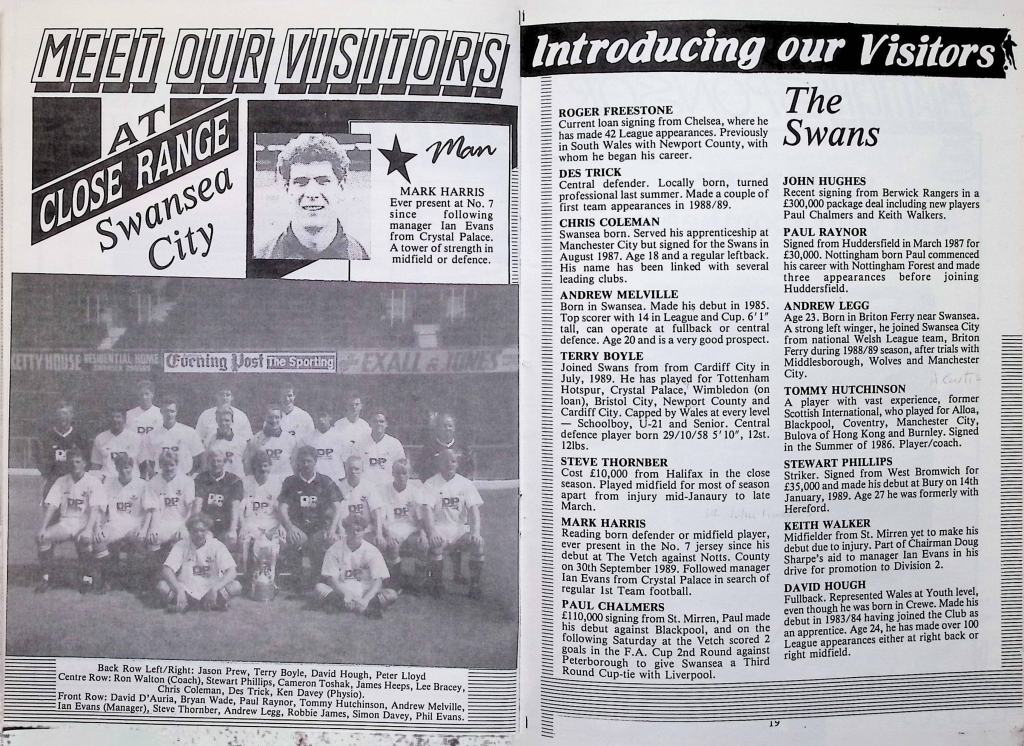 MEET OUR VISITORS
AT
CLOSE RANGE
Swansea
City
Man
MARK HARRIS
Ever present at No. 7
since following
manager Ian Evans
from Crystal Palace.
A tower of strength in
midfield or defence.
ETTY HOUSE RESIDENTIAL HOME Evening Post The Sporting EXALL
Back Row Left/Right: Jason Prew, Terry Boyle, David Hough, Peter Lloyd
Centre Row: Ron Walton (Coach), Stewart Phillips, Cameron Toshak, James Heeps, Lee Bracey,
Chris Coleman, Des Trick, Ken Davey (Physio).
Front Row: David D'Auria, Bryan Wade, Paul Raynor, Tommy Hutchinson, Andrew Melville,
Ian Evans (Manager), Steve Thornber, Andrew Legg, Robbie James, Simon Davey, Phil Evans.
Introducing our Visitors
The
Swans
ROGER FREESTONE
Current loan signing from Chelsea, where he
has made 42 League appearances. Previously
in South Wales with Newport County, with
whom he began his career.
DES TRICK
Central defender. Locally born, turned
professional last summer. Made a couple of
first team appearances in 1988/89.
CHRIS COLEMAN
Swansea born. Served his apprenticeship at
Manchester City but signed for the Swans in
August 1987. Age 18 and a regular leftback.
His name has been linked with several
leading clubs.
ANDREW MELVILLE
Born in Swansea. Made his debut in 1985.
Top scorer with 14 in League and Cup. 6'1"
tall, can operate at fullback or central
defence. Age 20 and is a very good prospect.
TERRY BOYLE
Joined Swans from from Cardiff City in
July, 1989. He has played for Tottenham
Hotspur, Crystal Palace, Wimbledon (on
loan), Bristol City, Newport County and
Cardiff City. Capped by Wales at every level
— Schoolboy, U-21 and Senior. Central
defence player born 29/10/58 5'10", 12st.
12lbs.
STEVE THORNBER
Cost £10,000 from Halifax in the close
season. Played midfield for most of season
apart from injury mid-Janaury to late
March.
MARK HARRIS
Reading born defender or midfield player,
ever present in the No. 7 jersey since his
debut at The Vetch against Notts. County
on 30th September 1989. Followed manager
Ian Evans from Crystal Palace in search of
regular 1st Team football.
PAUL CHALMERS
£110,000 signing from St. Mirren, Paul made
his debut against Blackpool, and on the
following Saturday at the Vetch scored 2
goals in the F.A. Cup 2nd Round against
Peterborough to give Swansea a Third
Round Cup-tie with Liverpool.
JOHN HUGHES
Recent signing from Berwick Rangers in a
£300,000 package deal including new players
Paul Chalmers and Keith Walkers.
PAUL RAYNOR
Signed from Huddersfield in March 1987 for
£30,000. Nottingham born Paul commenced
his career with Nottingham Forest and made
three appearances before joining
Huddersfield.
ANDREW LEGG
Age 23. Born in Briton Ferry near Swansea.
A strong left winger, he joined Swansea City
from national Welsh League team, Briton
Ferry during 1988/89 season, after trials with
Middlesborough, Wolves and Manchester
City.
TOMMY HUTCHINSON
A player with vast experience, former
Scottish International, who played for Alloa,
Blackpool, Coventry, Manchester City,
Bulova of Hong Kong and Burnley. Signed
in the Summer of 1986. Player/coach.
STEWART PHILLIPS
Striker. Signed from West Bromwich for
£35,000 and made his debut at Bury on 14th
January, 1989. Age 27 he was formerly with
Hereford.
KEITH WALKER
Midfielder from St. Mirren yet to make his
debut due to injury. Part of Chairman Doug
Sharpe's aid to manager Ian Evans in his
drive for promotion to Division 2.
DAVID HOUGH
Fullback. Represented Wales at Youth level,
even though he was born in Crewe. Made his
debut in 1983/84 having joined the Club as
an apprentice. Age 24, he has made over 100
League appearances either at right back or
right midfield.
19